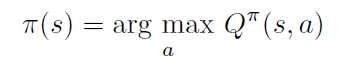 π(s) = arg max Q^π(s, a)
a